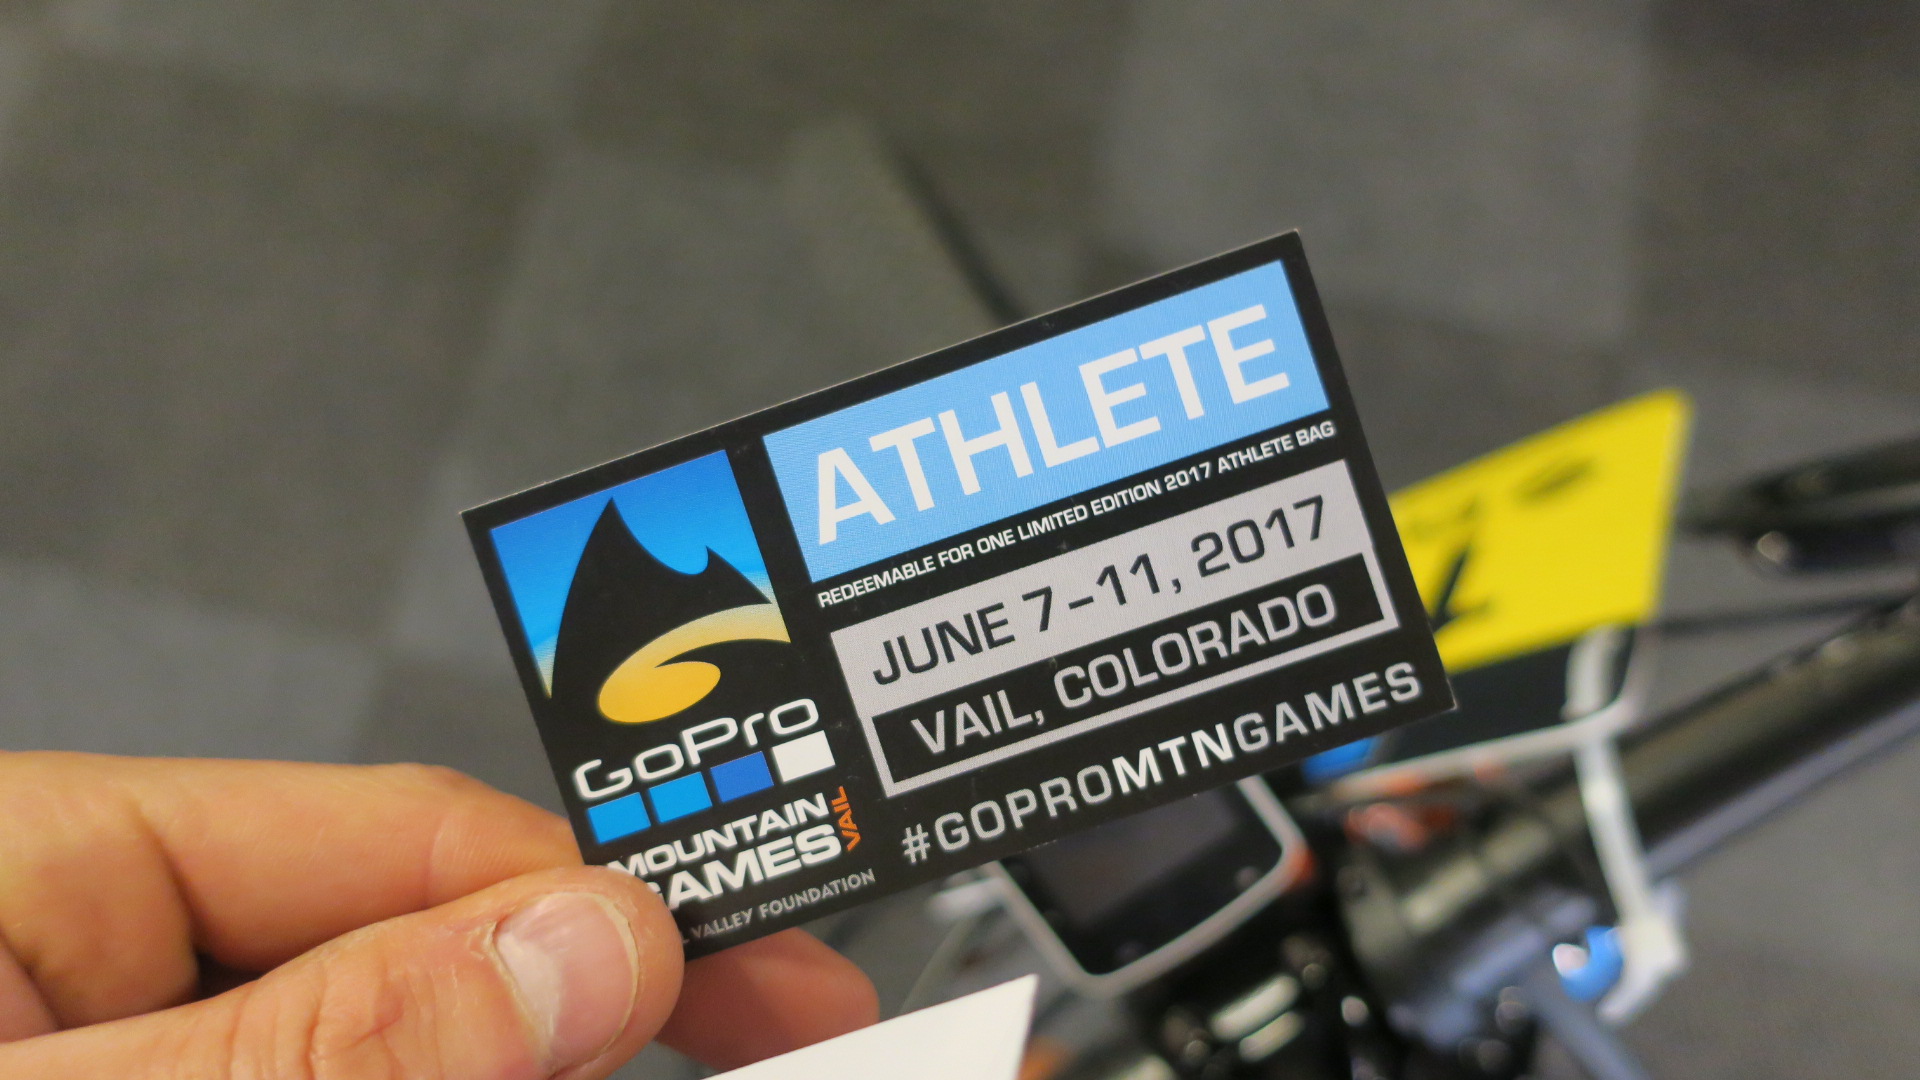 ATHLETE
REDEEMABLE FOR ONE LIMITED EDITION 2017 ATHLETE BAG
JUNE 7-11, 2017
VAIL, COLORADO
#GOPROMTNGAMES
GoPro
MOUNTAIN
GAMES
VAIL
VALLEY FOUNDATION